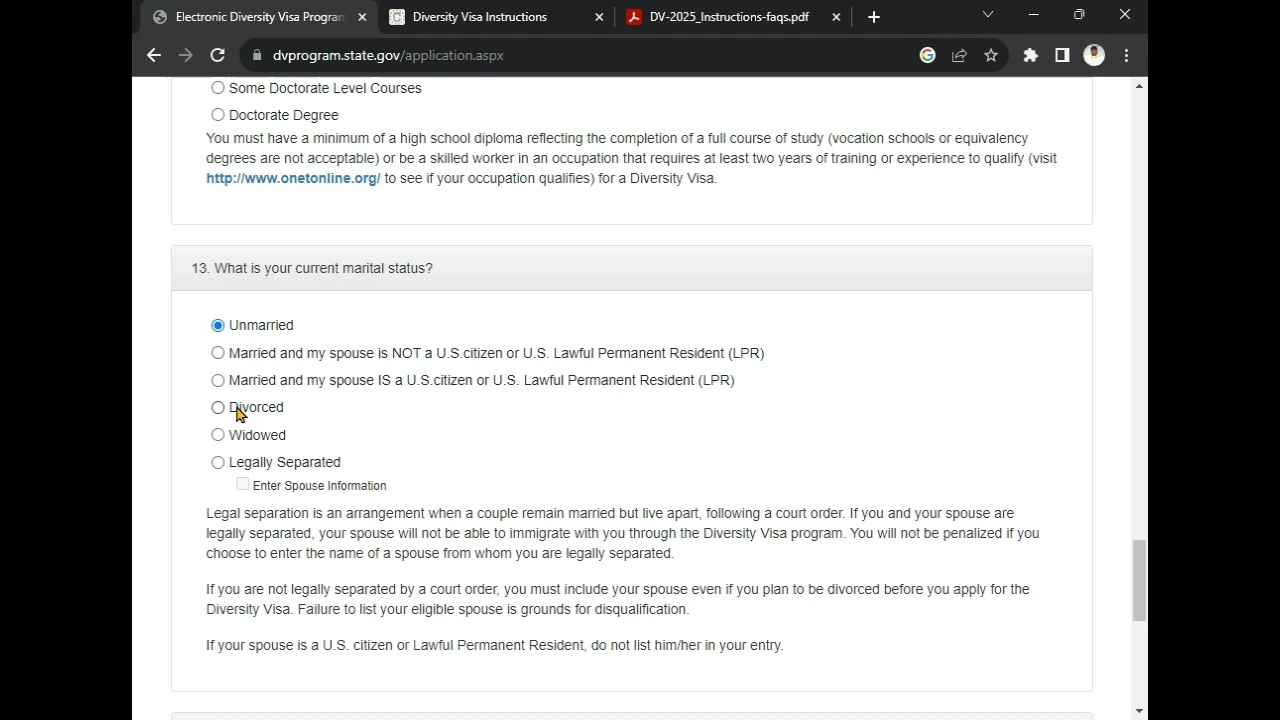 Electronic Diversity Visa Program
Diversity Visa Instructions
DV-2025_Instructions-faqs.pdf
dvprogram.state.gov/application.aspx
Some Doctorate Level Courses
Doctorate Degree
You must have a minimum of a high school diploma reflecting the completion of a full course of study (vocation schools or equivalency
degrees are not acceptable) or be a skilled worker in an occupation that requires at least two years of training or experience to qualify (visit
http://www.onetonline.org/ to see if your occupation qualifies) for a Diversity Visa.
13. What is your current marital status?
Unmarried
Married and my spouse is NOT a U.S.citizen or U.S. Lawful Permanent Resident (LPR)
Married and my spouse IS a U.S.citizen or U.S. Lawful Permanent Resident (LPR)
Divorced
Widowed
Legally Separated
Enter Spouse Information
Legal separation is an arrangement when a couple remain married but live apart, following a court order. If you and your spouse are
legally separated, your spouse will not be able to immigrate with you through the Diversity Visa program. You will not be penalized if you
choose to enter the name of a spouse from whom you are legally separated.
If you are not legally separated by a court order, you must include your spouse even if you plan to be divorced before you apply for the
Diversity Visa. Failure to list your eligible spouse is grounds for disqualification.
If your spouse is a U.S. citizen or Lawful Permanent Resident, do not list him/her in your entry.